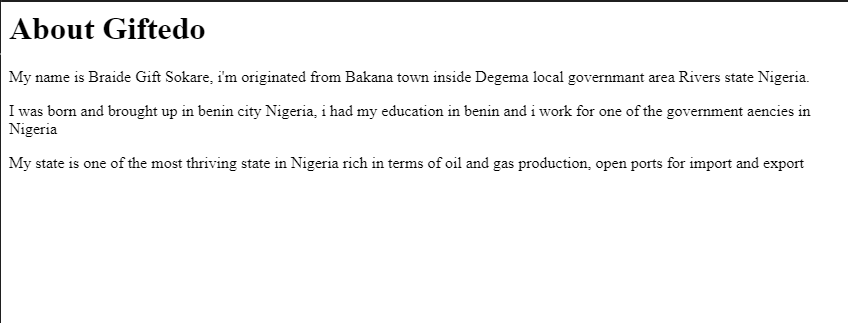 About Giftedo
My name is Braide Gift Sokare, i'm originated from Bakana town inside Degema local governmant area Rivers state Nigeria.
I was born and brought up in benin city Nigeria, i had my education in benin and i work for one of the government aencies in
Nigeria
My state is one of the most thriving state in Nigeria rich in terms of oil and gas production, open ports for import and export